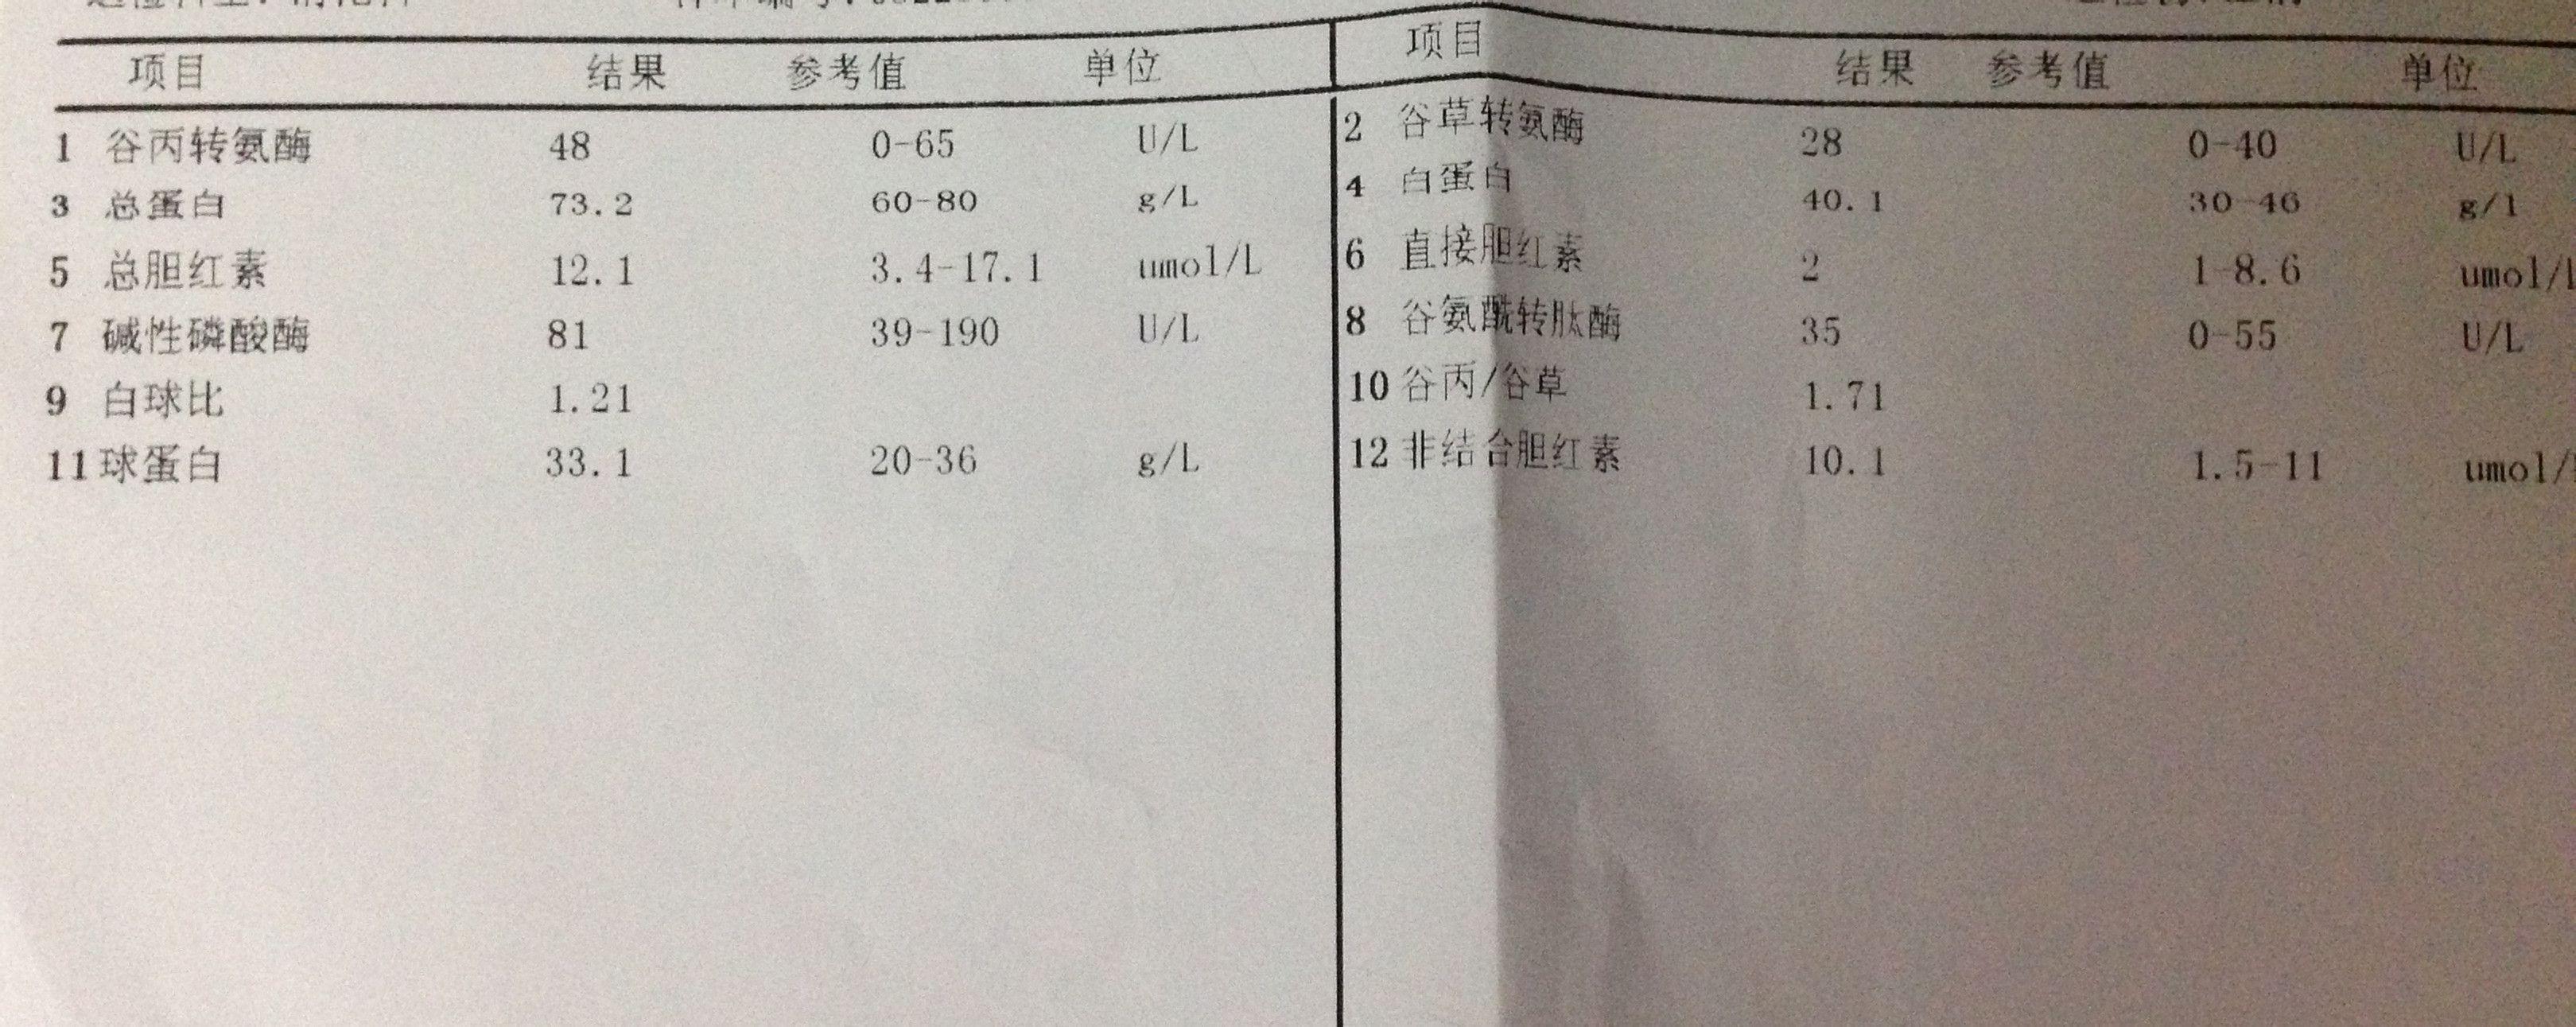 项目 结果 参考值 单位 项目 结果 参考值 单位
1 谷丙转氨酶 48 0-65 U/L 2 谷草转氨酶 28 0-40 U/L
3 总蛋白 73.2 60-80 g/L 4 白蛋白 40.1 30-46 g/l
5 总胆红素 12.1 3.4-17.1 umol/L 6 直接胆红素 2 1-8.6 umol/L
7 碱性磷酸酶 81 39-190 U/L 8 谷氨酰转肽酶 35 0-55 U/L
9 白球比 1.21 10 谷丙/谷草 1.71
11 球蛋白 33.1 20-36 g/L 12 非结合胆红素 10.1 1.5-11 umol/